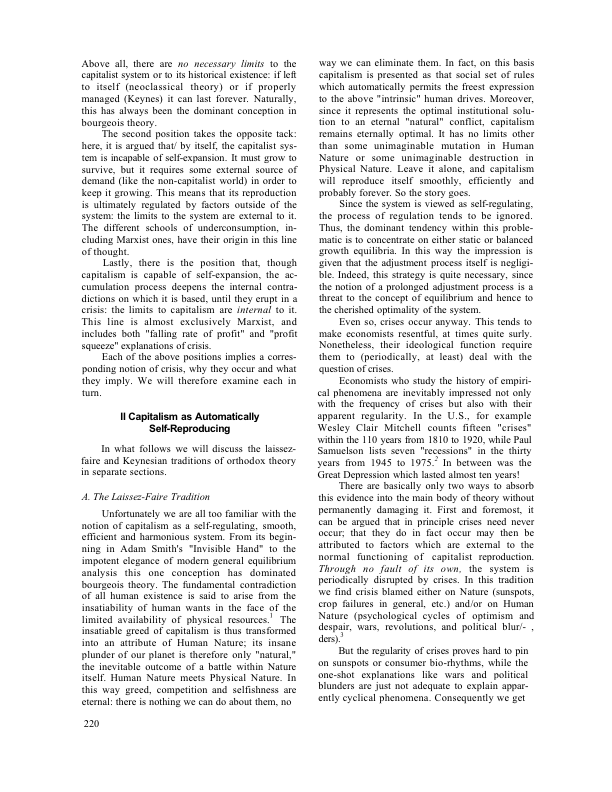 Above all, there are no necessary limits to the
capitalist system or to its historical existence: if left
to itself (neoclassical theory) or if properly
managed (Keynes) it can last forever. Naturally,
this has always been the dominant conception in
bourgeois theory.
The second position takes the opposite tack:
here, it is argued that/ by itself, the capitalist sys-
tem is incapable of self-expansion. It must grow to
survive, but it requires some external source of
demand (like the non-capitalist world) in order to
keep it growing. This means that its reproduction
is ultimately regulated by factors outside of the
system: the limits to the system are external to it.
The different schools of underconsumption, in-
cluding Marxist ones, have their origin in this line
of thought.
Lastly, there is the position that, though
capitalism is capable of self-expansion, the ac-
cumulation process deepens the internal contra-
dictions on which it is based, until they erupt in a
crisis: the limits to capitalism are internal to it.
This line is almost exclusively Marxist, and
includes both "falling rate of profit" and "profit
squeeze" explanations of crisis.
Each of the above positions implies a corres-
ponding notion of crisis, why they occur and what
they imply. We will therefore examine each in
turn.
II Capitalism as Automatically
Self-Reproducing
In what follows we will discuss the laissez-
faire and Keynesian traditions of orthodox theory
in separate sections.
A. The Laissez-Faire Tradition
Unfortunately we are all too familiar with the
notion of capitalism as a self-regulating, smooth,
efficient and harmonious system. From its begin-
ning in Adam Smith's "Invisible Hand" to the
impotent elegance of modern general equilibrium
analysis this one conception has dominated
bourgeois theory. The fundamental contradiction
of all human existence is said to arise from the
insatiability of human wants in the face of the
limited availability of physical resources.1 The
insatiable greed of capitalism is thus transformed
into an attribute of Human Nature; its insane
plunder of our planet is therefore only "natural,"
the inevitable outcome of a battle within Nature
itself. Human Nature meets Physical Nature. In
this way greed, competition and selfishness are
eternal: there is nothing we can do about them, no
220
way we can eliminate them. In fact, on this basis
capitalism is presented as that social set of rules
which automatically permits the freest expression
to the above "intrinsic" human drives. Moreover,
since it represents the optimal institutional solu-
tion to an eternal "natural" conflict, capitalism
remains eternally optimal. It has no limits other
than some unimaginable mutation in Human
Nature or some unimaginable destruction in
Physical Nature. Leave it alone, and capitalism
will reproduce itself smoothly, efficiently and
probably forever. So the story goes.
Since the system is viewed as self-regulating,
the process of regulation tends to be ignored.
Thus, the dominant tendency within this proble-
matic is to concentrate on either static or balanced
growth equilibria. In this way the impression is
given that the adjustment process itself is negligi-
ble. Indeed, this strategy is quite necessary, since
the notion of a prolonged adjustment process is a
threat to the concept of equilibrium and hence to
the cherished optimality of the system.
Even so, crises occur anyway. This tends to
make economists resentful, at times quite surly.
Nonetheless, their ideological function require
them to (periodically, at least) deal with the
question of crises.
Economists who study the history of empiri-
cal phenomena are inevitably impressed not only
with the frequency of crises but also with their
apparent regularity. In the U.S., for example
Wesley Clair Mitchell counts fifteen "crises"
within the 110 years from 1810 to 1920, while Paul
Samuelson lists seven "recessions" in the thirty
years from 1945 to 1975.2 In between was the
Great Depression which lasted almost ten years!
There are basically only two ways to absorb
this evidence into the main body of theory without
permanently damaging it. First and foremost, it
can be argued that in principle crises need never
occur; that they do in fact occur may then be
attributed to factors which are external to the
normal functioning of capitalist reproduction.
Through no fault of its own, the system is
periodically disrupted by crises. In this tradition
we find crisis blamed either on Nature (sunspots,
crop failures in general, etc.) and/or on Human
Nature (psychological cycles of optimism and
despair, wars, revolutions, and political blur/- ,
ders).3
But the regularity of crises proves hard to pin
on sunspots or consumer bio-rhythms, while the
one-shot explanations like wars and political
blunders are just not adequate to explain appar-
ently cyclical phenomena. Consequently we get